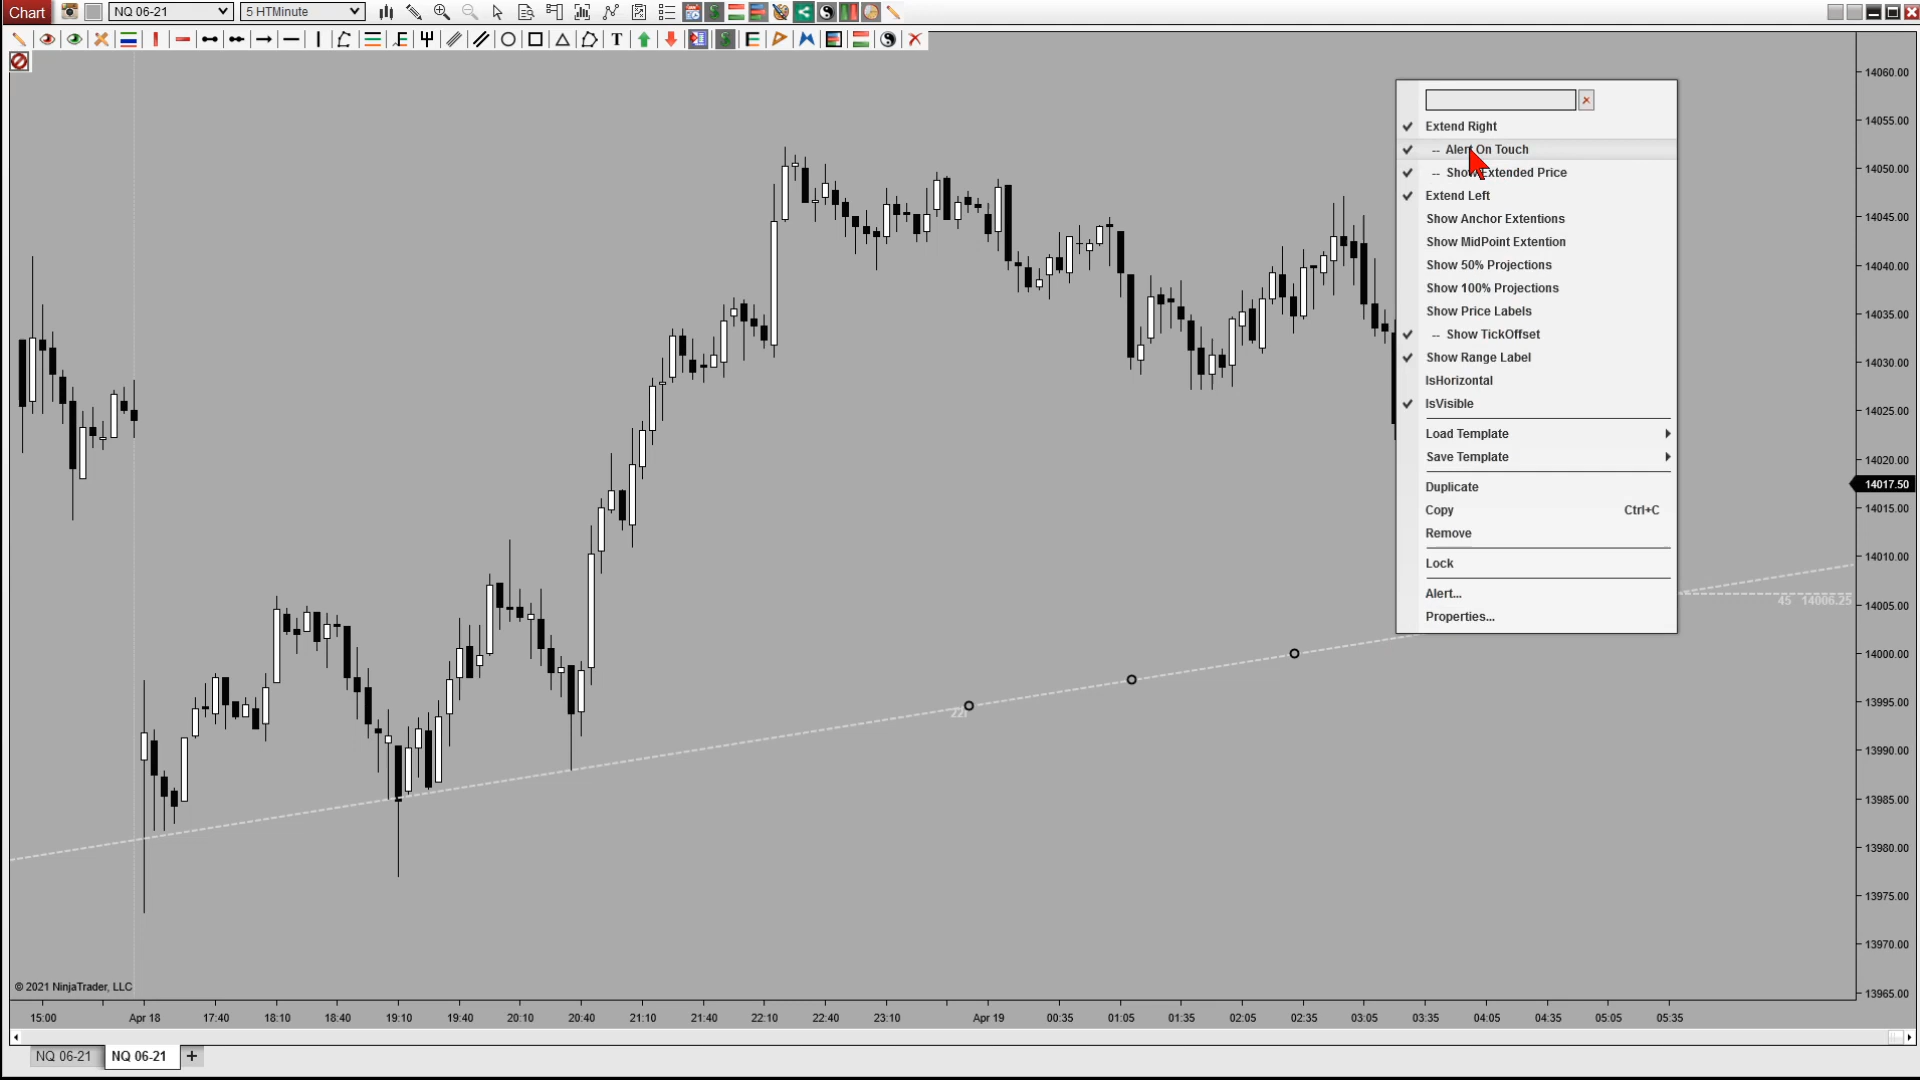 Chart NQ 06-21 5 HTMinute
T
Extend Right
-- Alert On Touch
-- Show Extended Price
Extend Left
Show Anchor Extentions
Show MidPoint Extention
Show 50% Projections
Show 100% Projections
Show Price Labels
-- Show TickOffset
Show Range Label
IsHorizontal
IsVisible
Load Template
Save Template
Duplicate
Copy Ctrl+C
Remove
Lock
Alert...
Properties...
14060.00
14055.00
14050.00
14045.00
14040.00
14035.00
14030.00
14025.00
14020.00
14017.50
14015.00
14010.00
14005.00
14000.00
13995.00
13990.00
13985.00
13980.00
13975.00
13970.00
13965.00
45 14006.25
© 2021 NinjaTrader, LLC
15:00 Apr 18 17:40 18:10 18:40 19:10 19:40 20:10 20:40 21:10 21:40 22:10 22:40 23:10 Apr 19 00:35 01:05 01:35 02:05 02:35 03:05 03:35 04:05 04:35 05:05 05:35
NQ 06-21 NQ 06-21 +